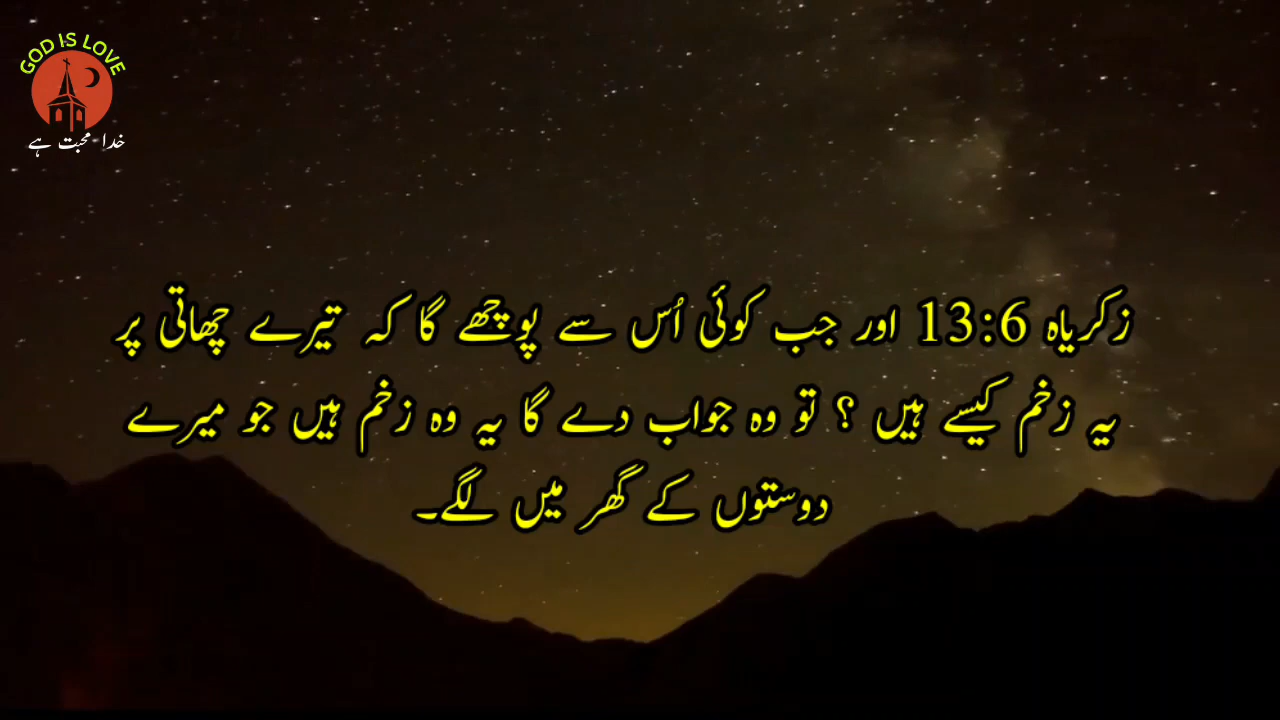 GOD IS LOVE
خدا محبت ہے
زکریاہ 13:6 اور جب کوئی اُس سے پوچھے گا کہ تیرے چھاتی پر
یہ زخم کیسے ہیں ؟ تو وہ جواب دے گا یہ وہ زخم ہیں جو میرے
دوستوں کے گھر میں لگے۔